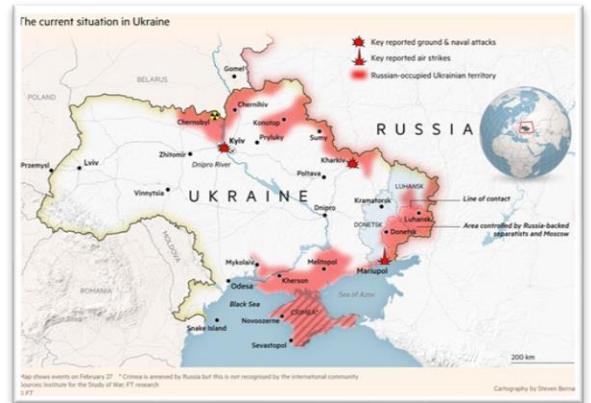 The current situation in Ukraine
Key reported ground & naval attacks
Key reported air strikes
Russian-occupied Ukrainian territory
Gomel
BELARUS
POLAND
Chernihiv
Chernobyl
Konotop
RUSSIA
Kyiv
Pryluky
Sumy
Zhitomir
Dnipro River
Kharkiv
Przemysl
Lviv
Poltava
LUHANSK
Vinnytsia
UKRAINE
Kramatorsk
Line of contact
Dnipro
Luhansk
DONETSK
Donetsk
Area controlled by Russia-backed
separatists and Moscow
MOLDOVA
Mykolaiv
Melitopol
Mariupol
Kherson
Odesa
ROMANIA
Sea of Azov
Black Sea
CRIMEA*
Novoozerne
Snake Island
Sevastopol
200 km
Map shows events on February 27 * Crimea is annexed by Russia but this is not recognised by the international community
Sources: Institute for the Study of War, FT research
Cartography by Steven Bernard
© FT